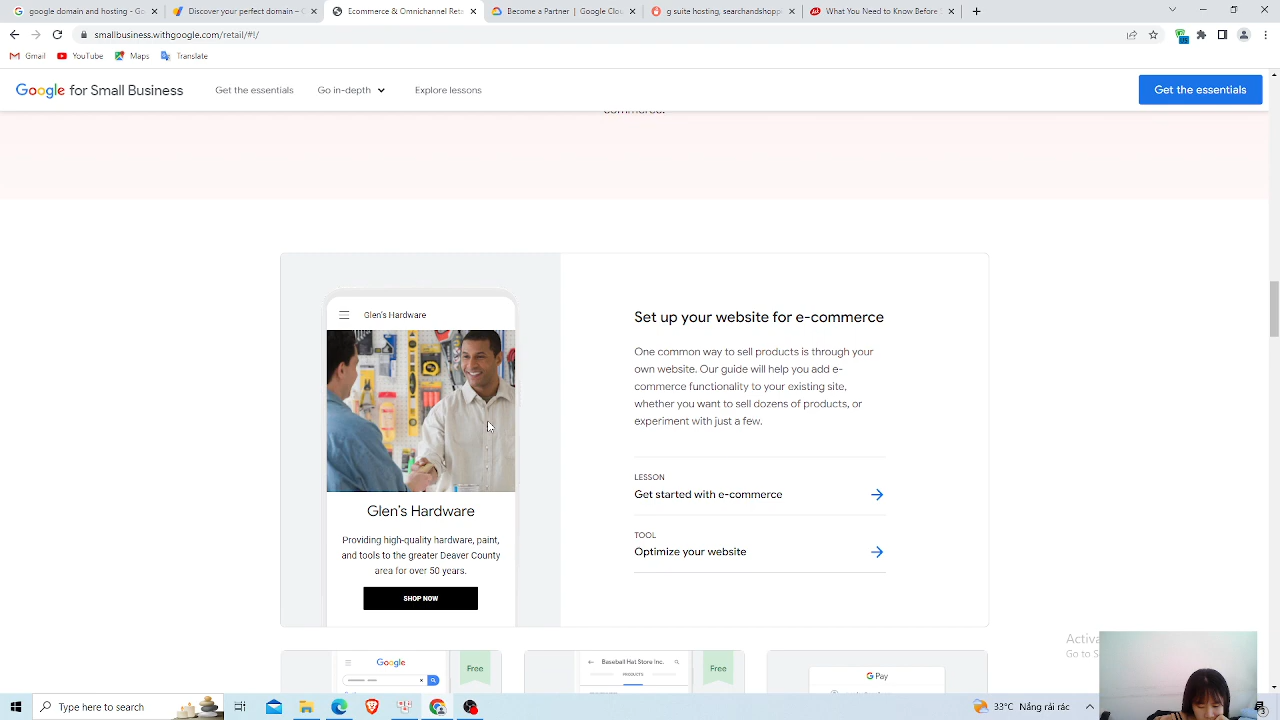 google domain and hosting - Go
Discover your perfect domain – G
Ecommerce & Omnichannel Reta
Become a Partner | Google Clou
g suite hosting, searchandshopp
What You Need to Know Before
smallbusiness.withgoogle.com/retail/#!/
Gmail
YouTube
Maps
Translate
Google for Small Business
Get the essentials
Go in-depth
Explore lessons
Get the essentials
commerce.
Glen's Hardware
Glen's Hardware
Providing high-quality hardware, paint,
and tools to the greater Deaver County
area for over 50 years.
SHOP NOW
Set up your website for e-commerce
One common way to sell products is through your
own website. Our guide will help you add e-
commerce functionality to your existing site,
whether you want to sell dozens of products, or
experiment with just a few.
LESSON
Get started with e-commerce
TOOL
Optimize your website
Google
Free
Baseball Hat Store Inc.
PRODUCTS
Free
G Pay
Activa
Go to S
Type here to search
33°C Nắng rải rác